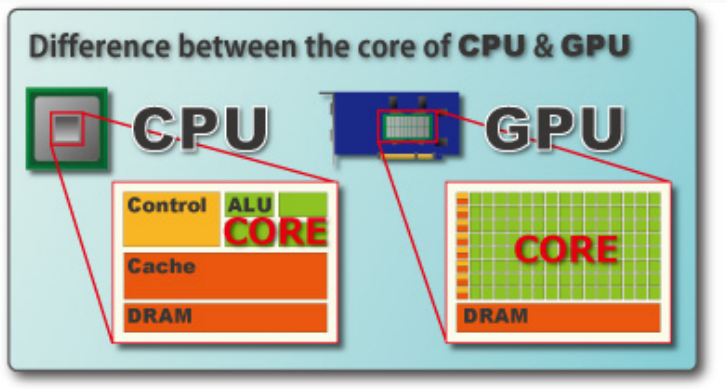 Difference between the core of CPU & GPU
CPU
GPU
Control
ALU
CORE
Cache
DRAM
CORE
DRAM